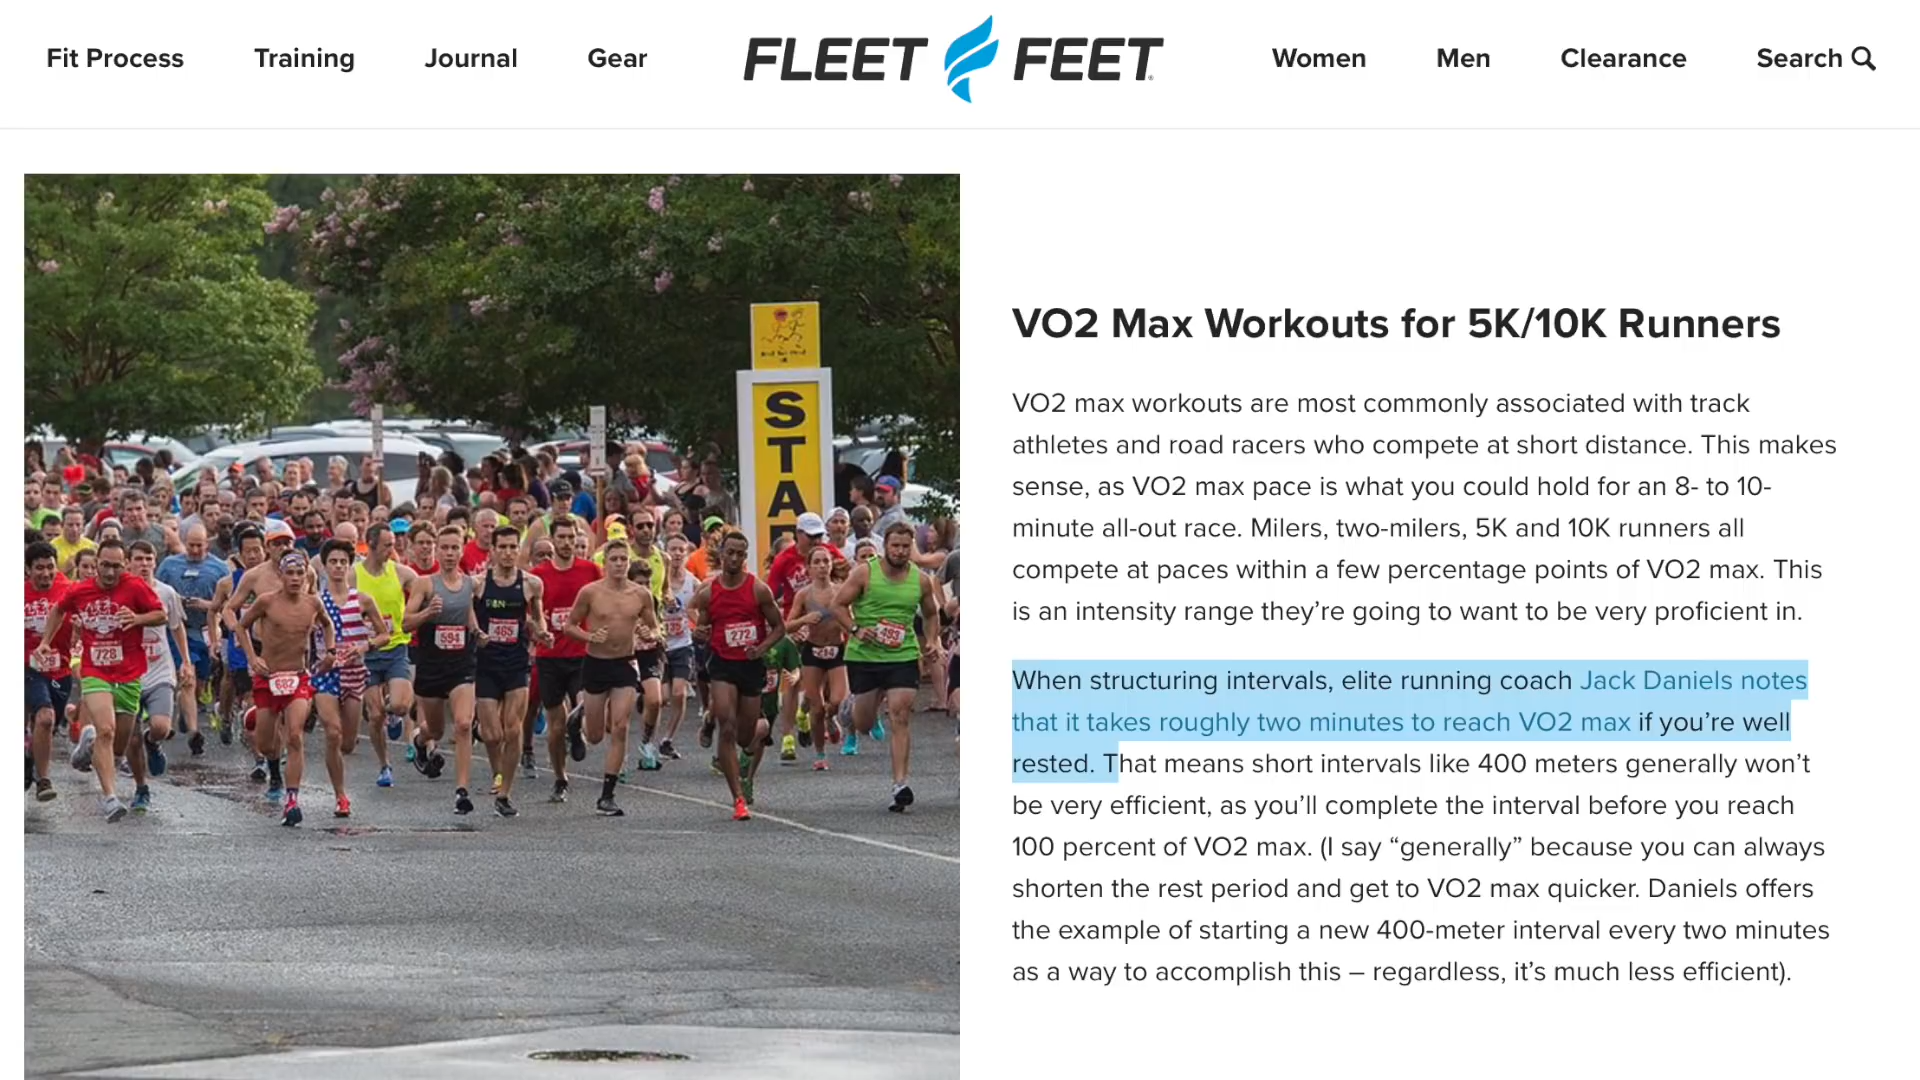 Fit Process
Training
Journal
Gear
FLEET FEET
Women
Men
Clearance
Search
STAR
728
682
594
465
272
294
493
VO2 Max Workouts for 5K/10K Runners
VO2 max workouts are most commonly associated with track
athletes and road racers who compete at short distance. This makes
sense, as VO2 max pace is what you could hold for an 8- to 10-
minute all-out race. Milers, two-milers, 5K and 10K runners all
compete at paces within a few percentage points of VO2 max. This
is an intensity range they’re going to want to be very proficient in.
When structuring intervals, elite running coach Jack Daniels notes
that it takes roughly two minutes to reach VO2 max if you’re well
rested. That means short intervals like 400 meters generally won’t
be very efficient, as you’ll complete the interval before you reach
100 percent of VO2 max. (I say “generally” because you can always
shorten the rest period and get to VO2 max quicker. Daniels offers
the example of starting a new 400-meter interval every two minutes
as a way to accomplish this – regardless, it’s much less efficient).